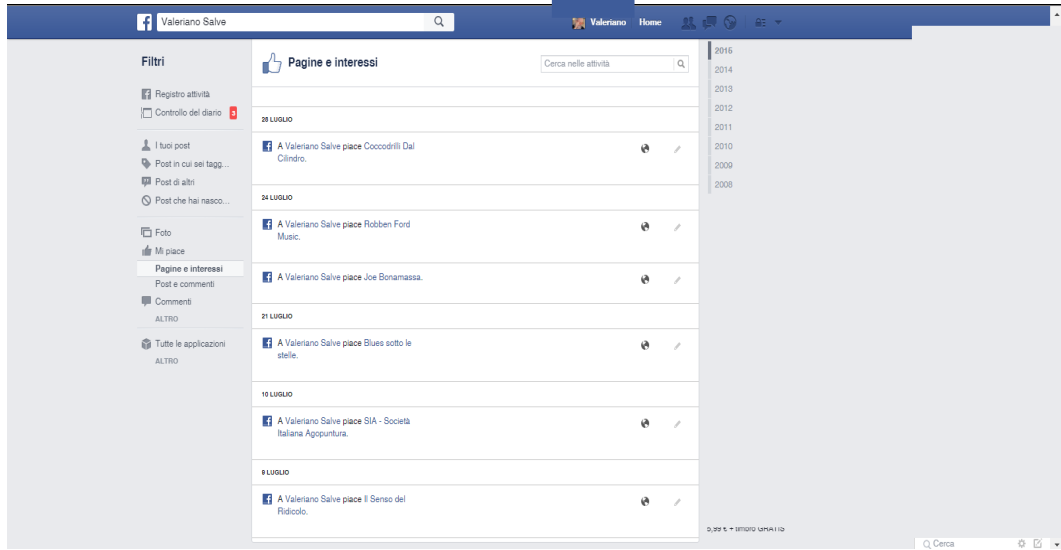 Valeriano Salve
Valeriano Home
Filtri
Registro attività
Controllo del diario 3
I tuoi post
Post in cui sei tagg...
Post di altri
Post che hai nasco...
Foto
Mi piace
Pagine e interessi
Post e commenti
Commenti
ALTRO
Tutte le applicazioni
ALTRO
Pagine e interessi
Cerca nelle attività
28 LUGLIO
A Valeriano Salve piace Coccodrilli Dal
Cilindro.
24 LUGLIO
A Valeriano Salve piace Robben Ford
Music.
A Valeriano Salve piace Joe Bonamassa.
21 LUGLIO
A Valeriano Salve piace Blues sotto le
stelle.
10 LUGLIO
A Valeriano Salve piace SIA - Società
Italiana Agopuntura.
9 LUGLIO
A Valeriano Salve piace Il Senso del
Ridicolo.
2015
2014
2013
2012
2011
2010
2009
2008
5,99 € + timbro GRATIS
Cerca